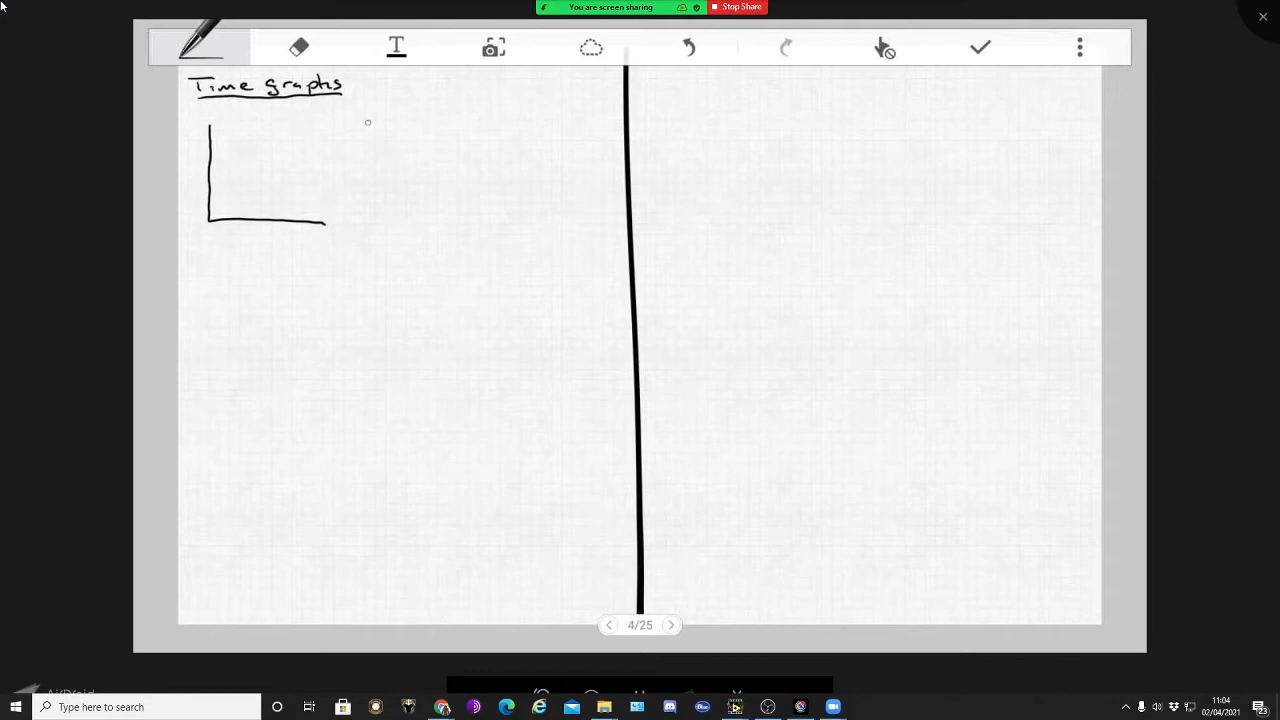 You are screen sharing
Stop Share
T
Time graphs
4/25
AirDroid
Type here to search
11:04
02/04/2021